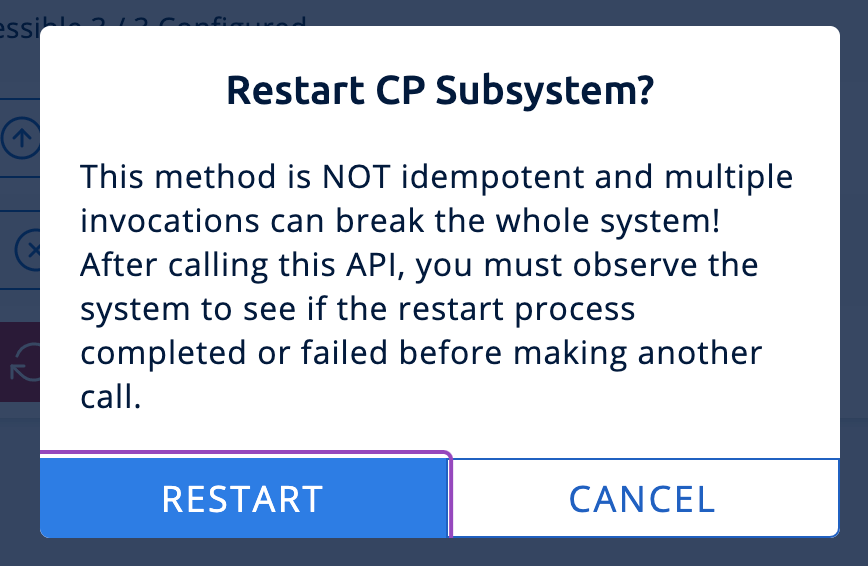 essible 3 / 3 Configured
Restart CP Subsystem?
This method is NOT idempotent and multiple
invocations can break the whole system!
After calling this API, you must observe the
system to see if the restart process
completed or failed before making another
call.
RESTART
CANCEL